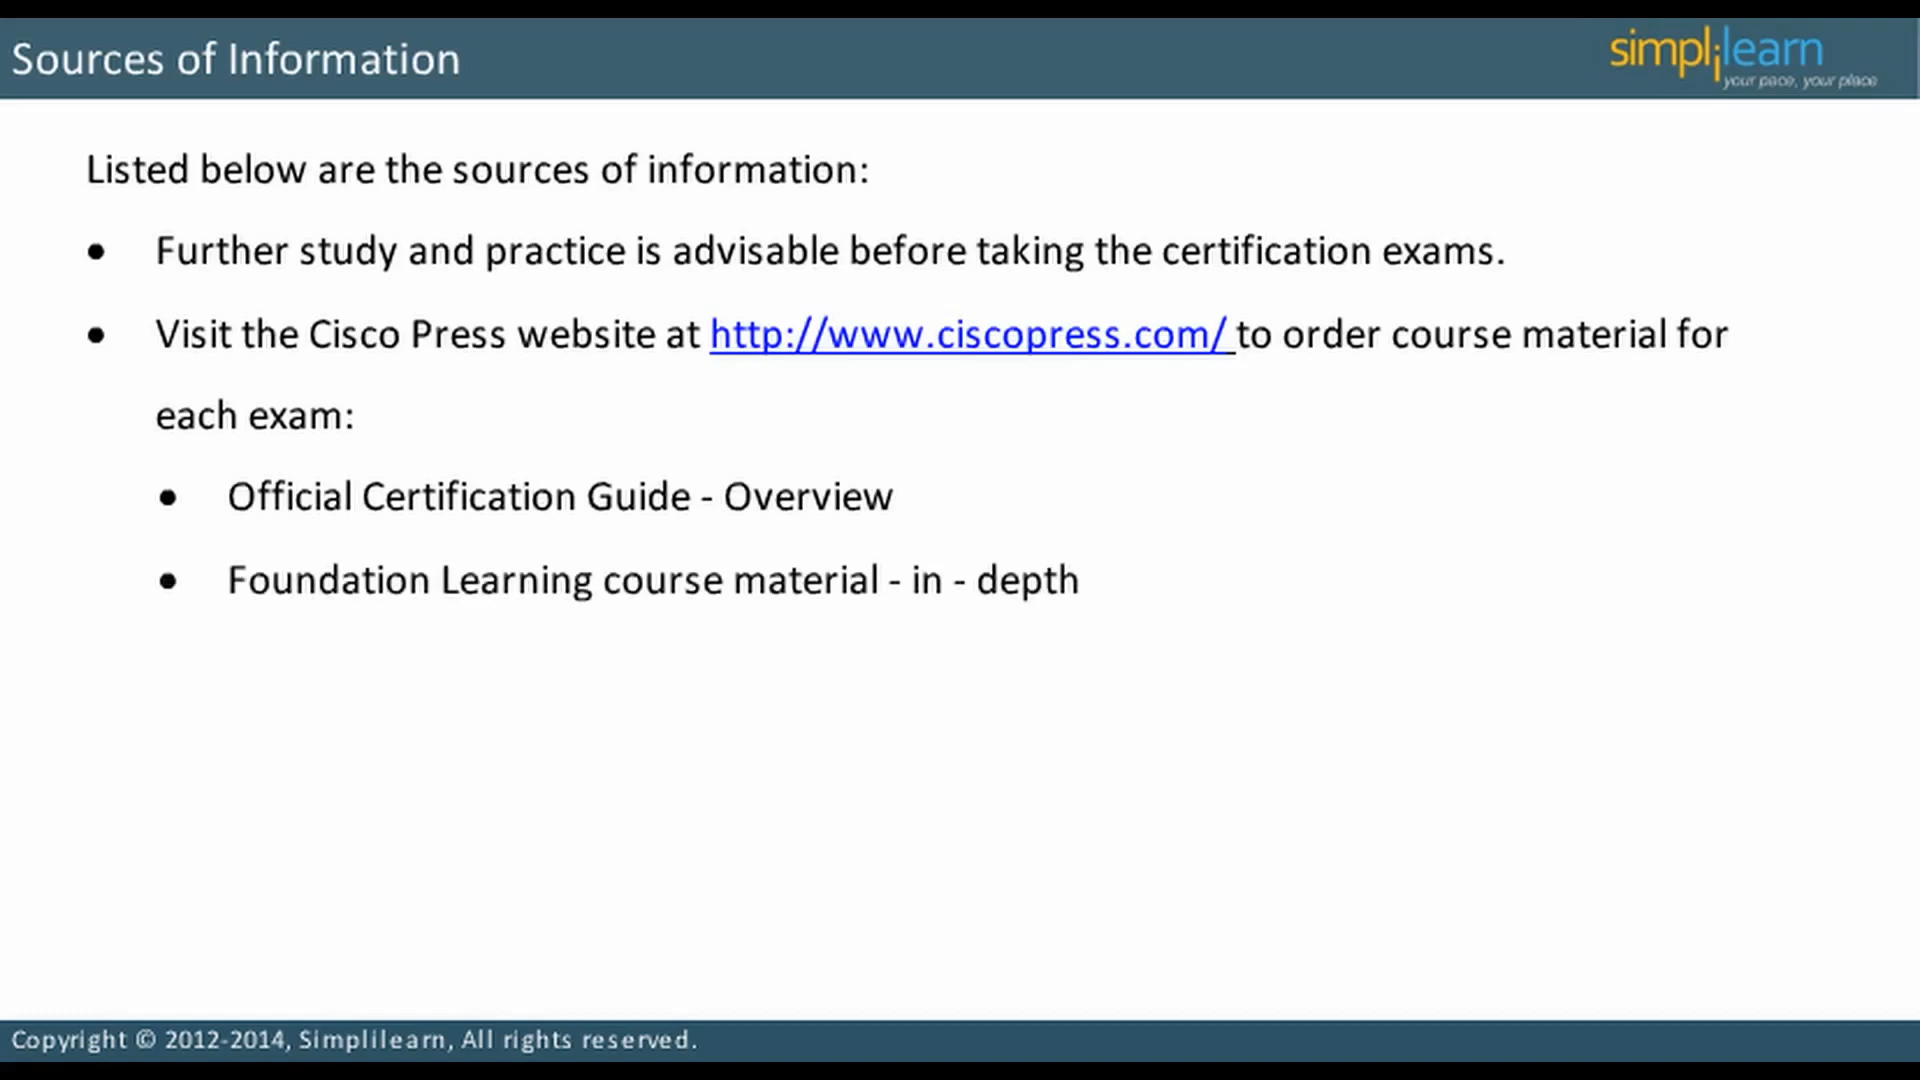 Sources of Information
simplilearn
your pace, your place
Listed below are the sources of information:
• Further study and practice is advisable before taking the certification exams.
• Visit the Cisco Press website at http://www.ciscopress.com/ to order course material for
each exam:
• Official Certification Guide - Overview
• Foundation Learning course material - in - depth
Copyright © 2012-2014, Simplilearn, All rights reserved.